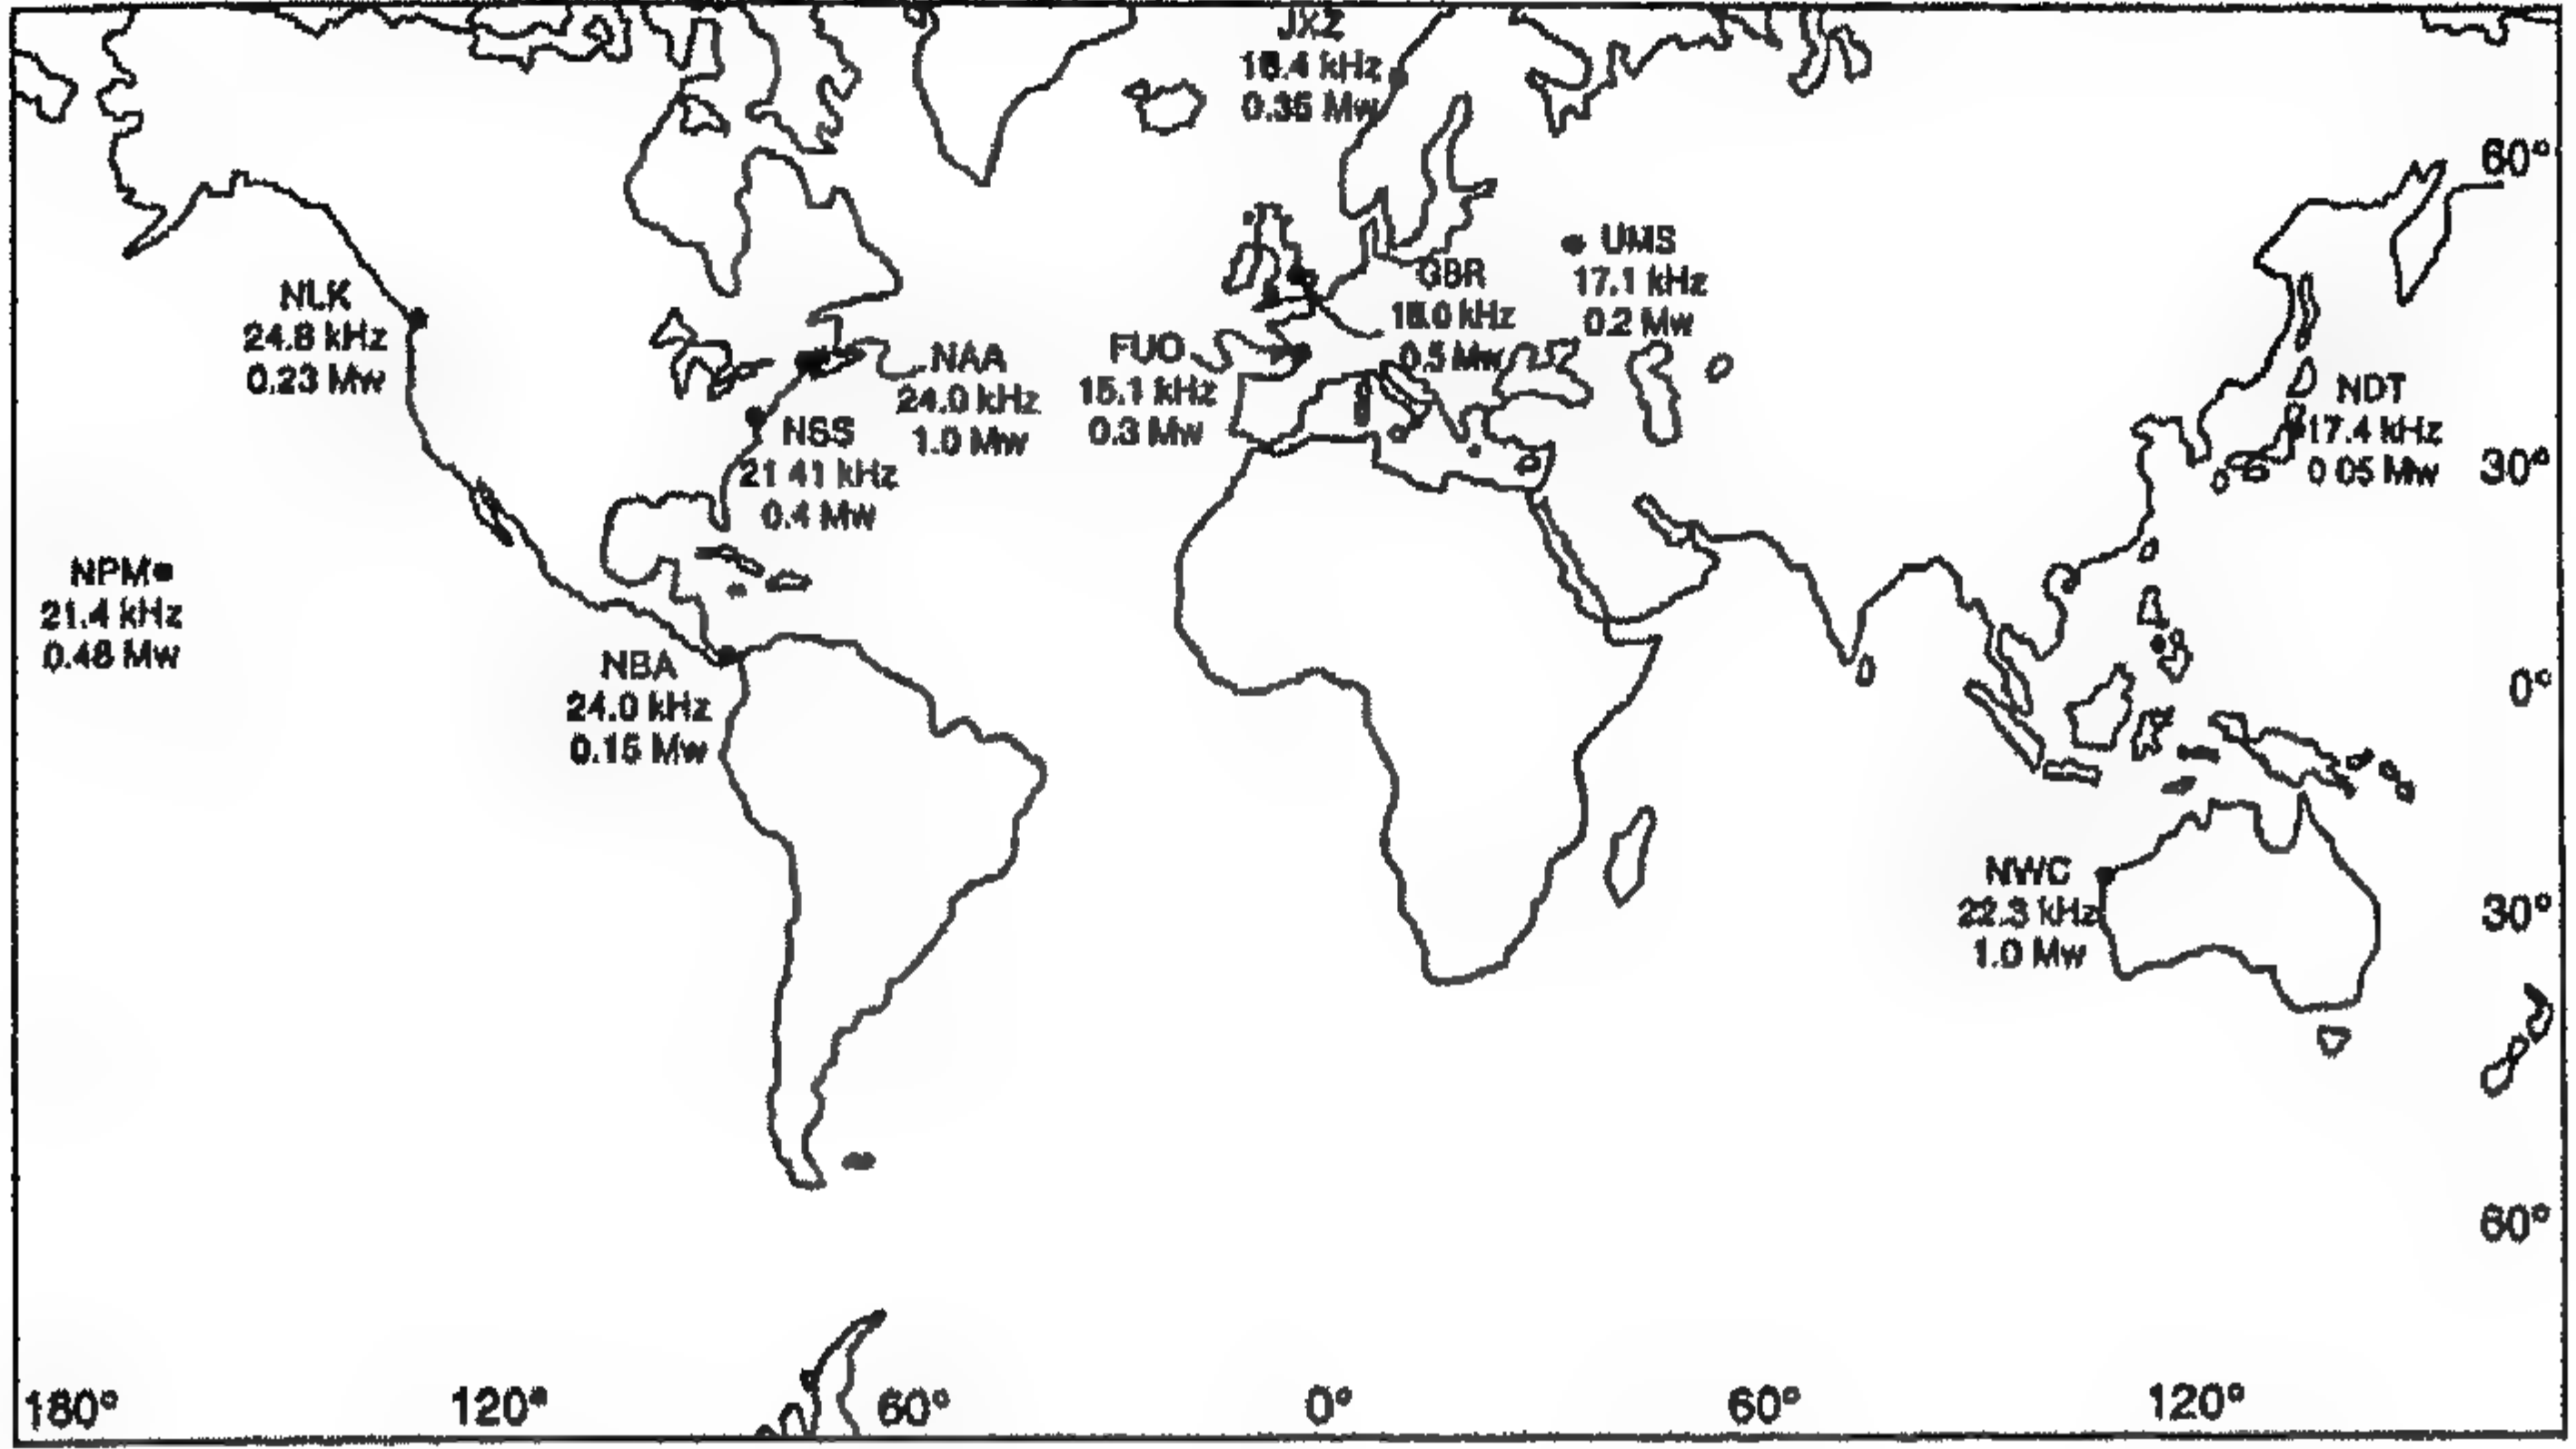 JXZ
16.4 kHz
0.35 Mw
60°
UMS
17.1 kHz
0.2 Mw
GBR
16.0 kHz
0.5 Mw
NLK
24.8 kHz
0.23 Mw
NAA
24.0 kHz
1.0 Mw
FUO
15.1 kHz
0.3 Mw
NDT
17.4 kHz
0 05 Mw
30°
NSS
21 41 kHz
0.4 Mw
NPM
21.4 kHz
0.48 Mw
NBA
24.0 kHz
0.15 Mw
0°
NWC
22.3 kHz
1.0 Mw
30°
60°
180°
120°
60°
0°
60°
120°